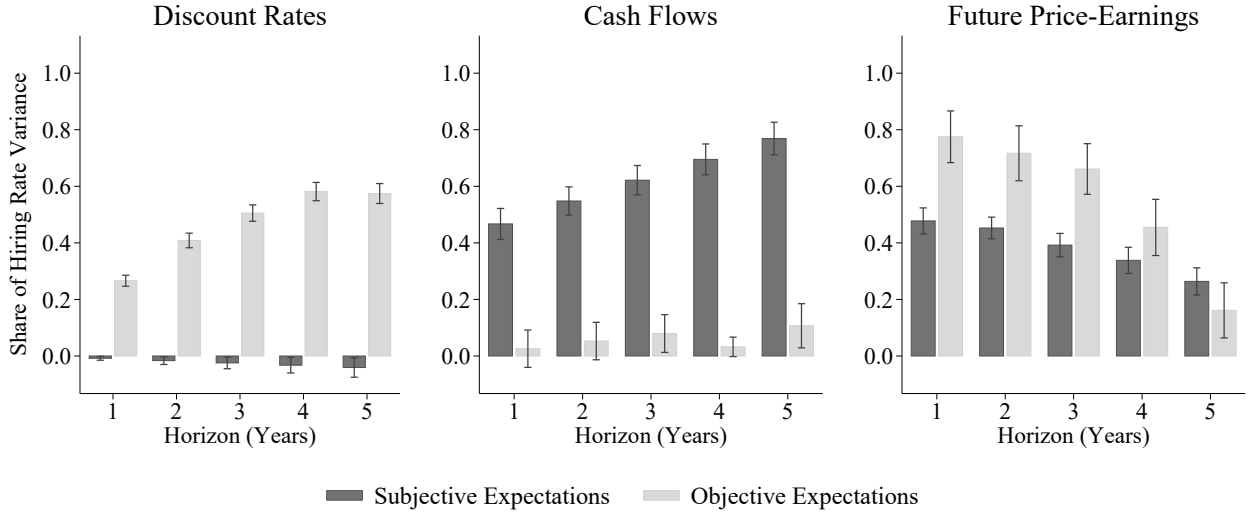 Discount Rates
Cash Flows
Future Price-Earnings
Share of Hiring Rate Variance
1.0
0.8
0.6
0.4
0.2
0.0
1 2 3 4 5
Horizon (Years)
1.0
0.8
0.6
0.4
0.2
0.0
1 2 3 4 5
Horizon (Years)
1.0
0.8
0.6
0.4
0.2
0.0
1 2 3 4 5
Horizon (Years)
Subjective Expectations Objective Expectations